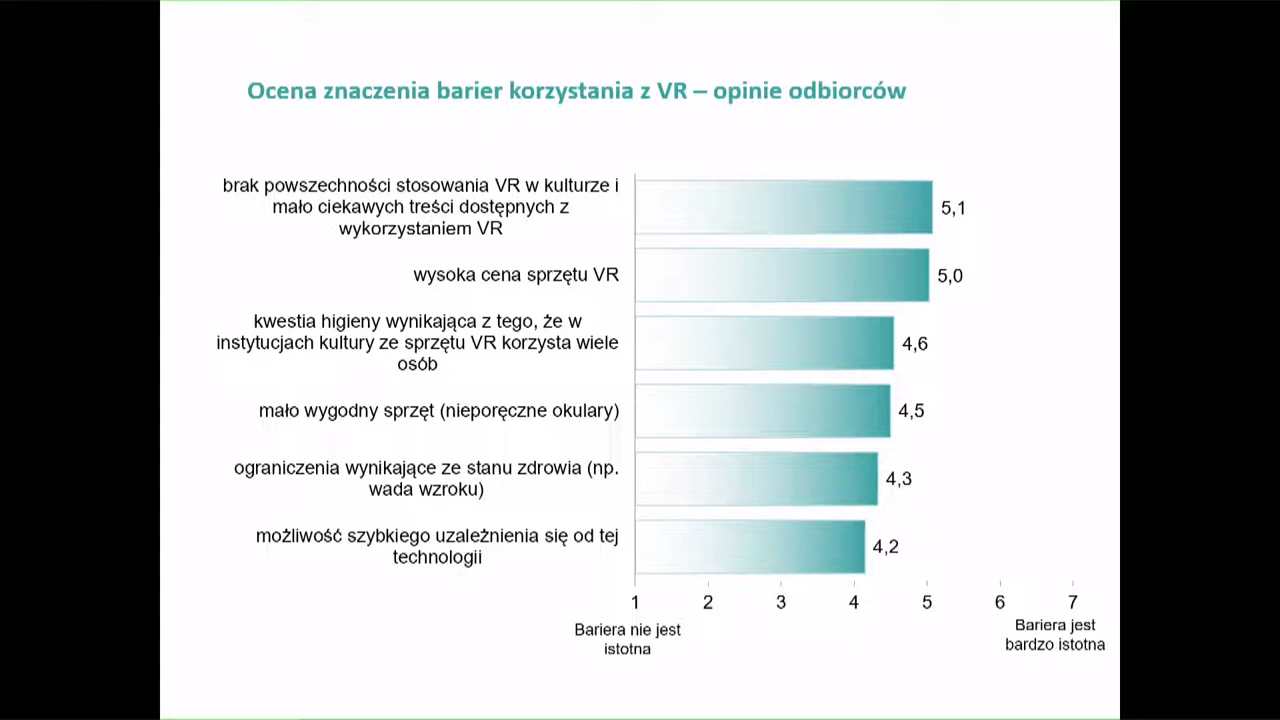 Ocena znaczenia barier korzystania z VR – opinie odbiorców
brak powszechności stosowania VR w kulturze i
mało ciekawych treści dostępnych z
wykorzystaniem VR
5,1
wysoka cena sprzętu VR
5,0
kwestia higieny wynikająca z tego, że w
instytucjach kultury ze sprzętu VR korzysta wiele
osób
4,6
mało wygodny sprzęt (nieporęczne okulary)
4,5
ograniczenia wynikające ze stanu zdrowia (np.
wada wzroku)
4,3
możliwość szybkiego uzależnienia się od tej
technologii
4,2
1 2 3 4 5 6 7
Bariera nie jest
istotna
Bariera jest
bardzo istotna